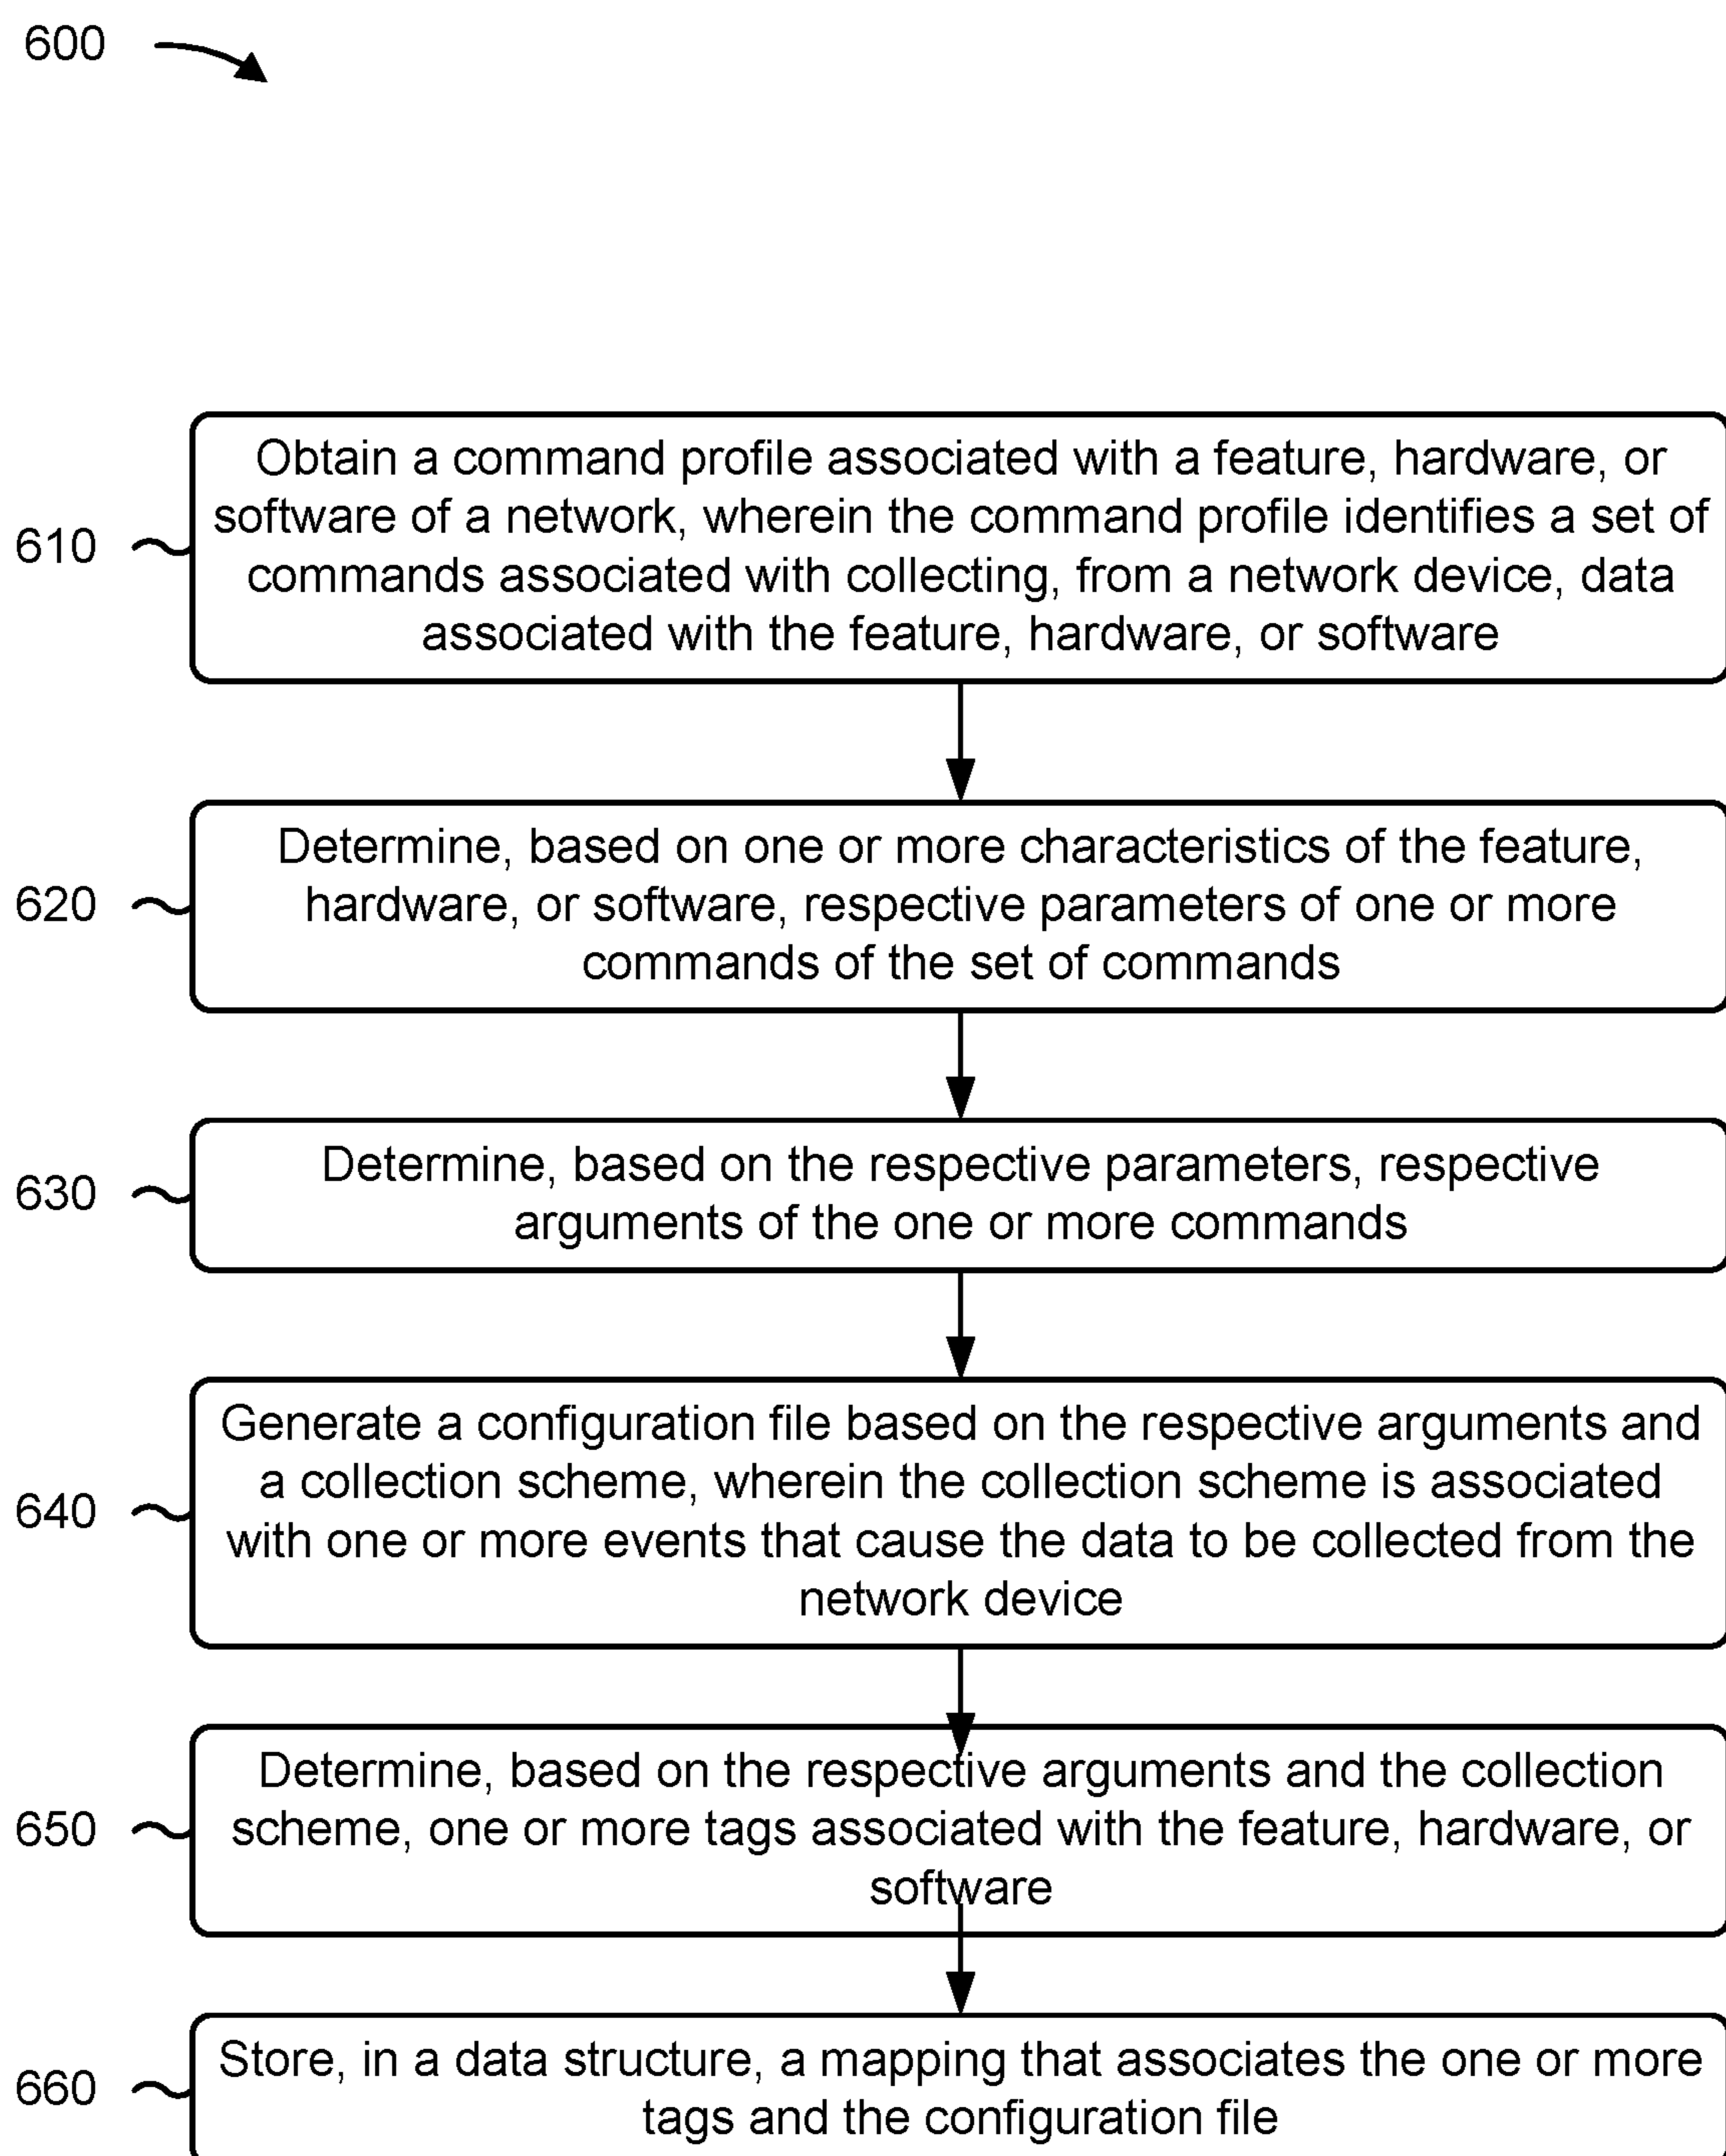 600
Obtain a command profile associated with a feature, hardware, or
software of a network, wherein the command profile identifies a set of
610
commands associated with collecting, from a network device, data
associated with the feature, hardware, or software
Determine, based on one or more characteristics of the feature,
620
hardware, or software, respective parameters of one or more
commands of the set of commands
Determine, based on the respective parameters, respective
630
arguments of the one or more commands
Generate a configuration file based on the respective arguments and
a collection scheme, wherein the collection scheme is associated
640
with one or more events that cause the data to be collected from the
network device
Determine, based on the respective arguments and the collection
650
scheme, one or more tags associated with the feature, hardware, or
software
Store, in a data structure, a mapping that associates the one or more
660
tags and the configuration file